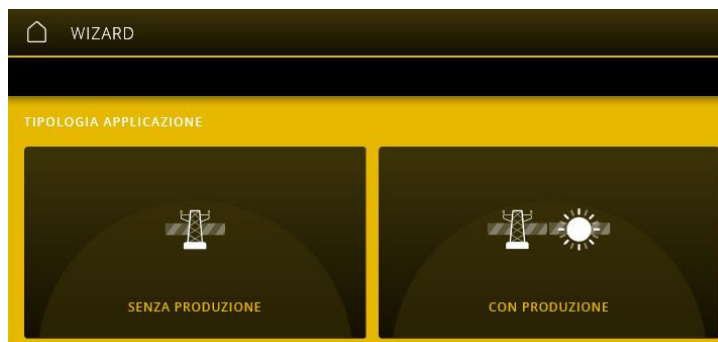 WIZARD
TIPOLOGIA APPLICAZIONE
SENZA PRODUZIONE
CON PRODUZIONE